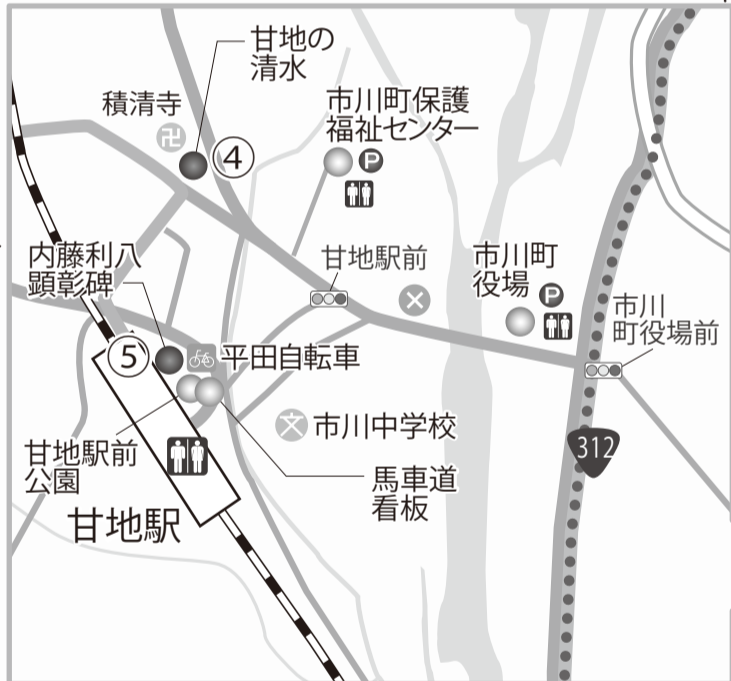 甘地の
清水
積清寺
卍
④
市川町保護
福祉センター
P
内藤利八
顕彰碑
甘地駅前
市川町
役場
P
市川
町役場前
⑤
平田自転車
文
市川中学校
312
甘地駅前
公園
馬車道
看板
甘地駅